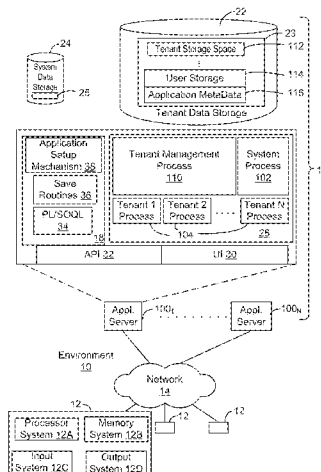 22
24
23
Tenant Storage Space
112
System
Data
Storage
25
User Storage
114
Application MetaData
116
Tenant Data Storage
Application
Setup
Mechanism 38
Save
Routines 36
PL/SOQL
34
18
Tenant Management
Process
110
System
Process
102
Tenant 1
Process
Tenant 2
Process
Tenant N
Process
104
28
API 32
UI 30
Appl.
Server
100₁
Appl.
Server
100N
Environment
10
Network
14
12
12
12
Processor
System 12A
Memory
System 12B
Input
System 12C
Output
System 12D